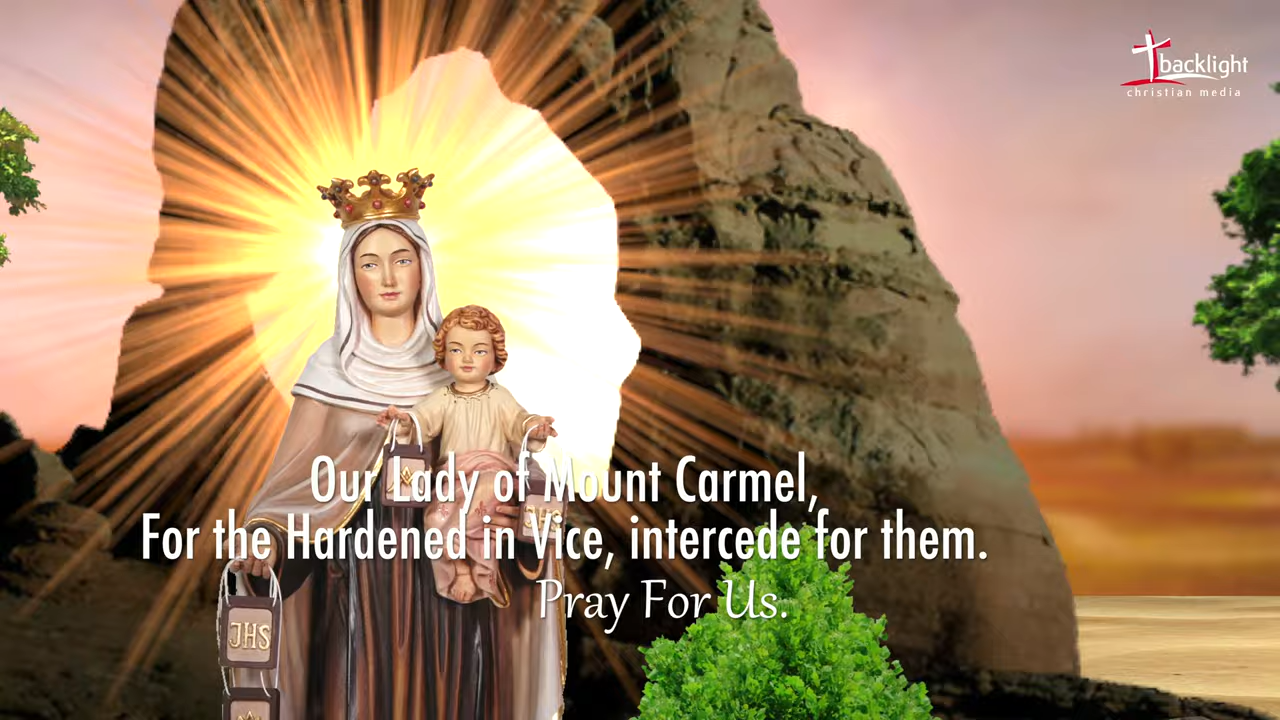 backlight
christian media
Our Lady of Mount Carmel,
For the Hardened in Vice, intercede for them.
Pray For Us.
JHS
JHS